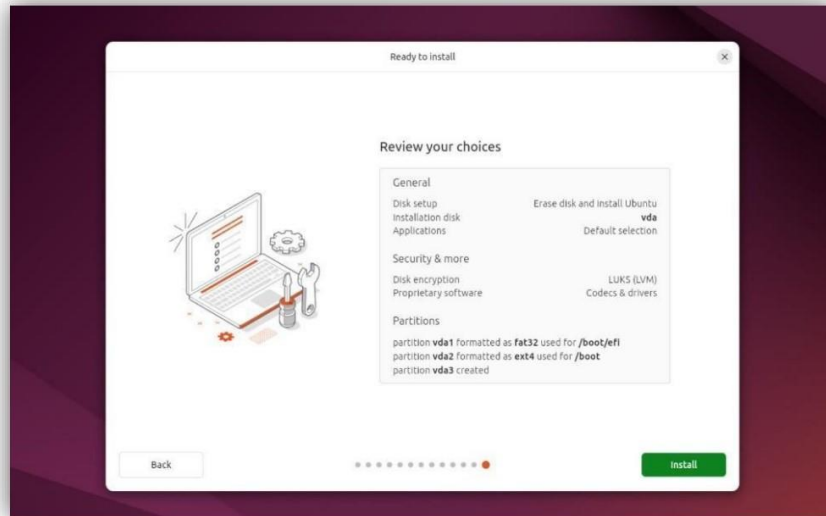 Ready to install
Review your choices
General
Disk setup Erase disk and install Ubuntu
Installation disk vda
Applications Default selection
Security & more
Disk encryption LUKS (LVM)
Proprietary software Codecs & drivers
Partitions
partition vda1 formatted as fat32 used for /boot/efi
partition vda2 formatted as ext4 used for /boot
partition vda3 created
Back Install